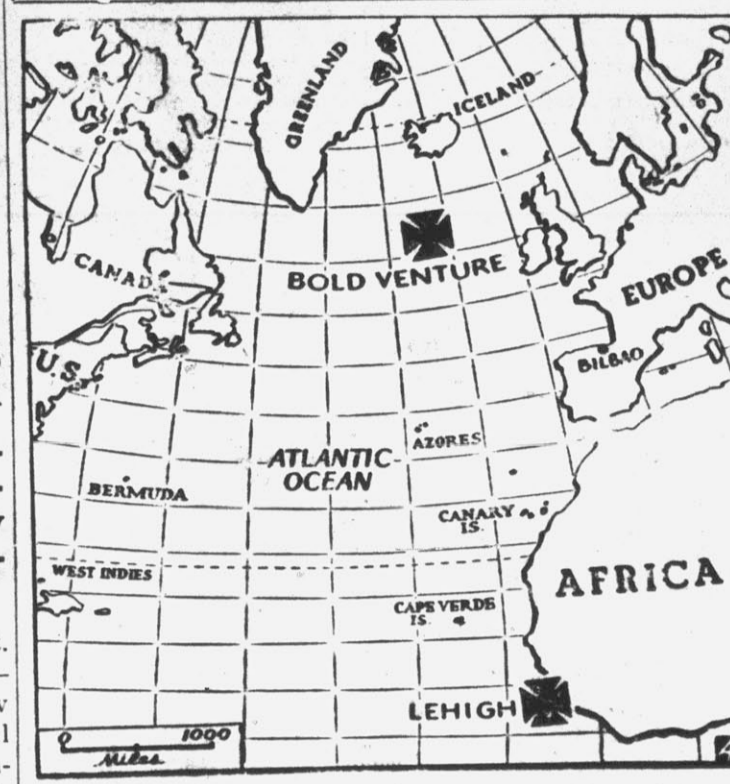 GREENLAND
ICELAND
CANAD
BOLD VENTURE
EUROPE
U.S.
BILBAO
AZORES
ATLANTIC
OCEAN
BERMUDA
CANARY
IS.
WEST INDIES
AFRICA
CAPE VERDE
IS.
LEHIGH
0 1000
Miles